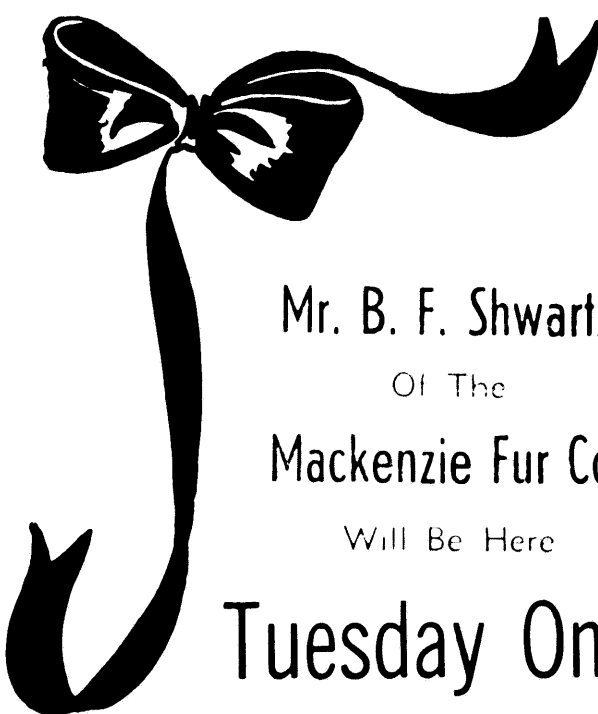 Mr. B. F. Shwart
Of The
Mackenzie Fur Co
Will Be Here
Tuesday On